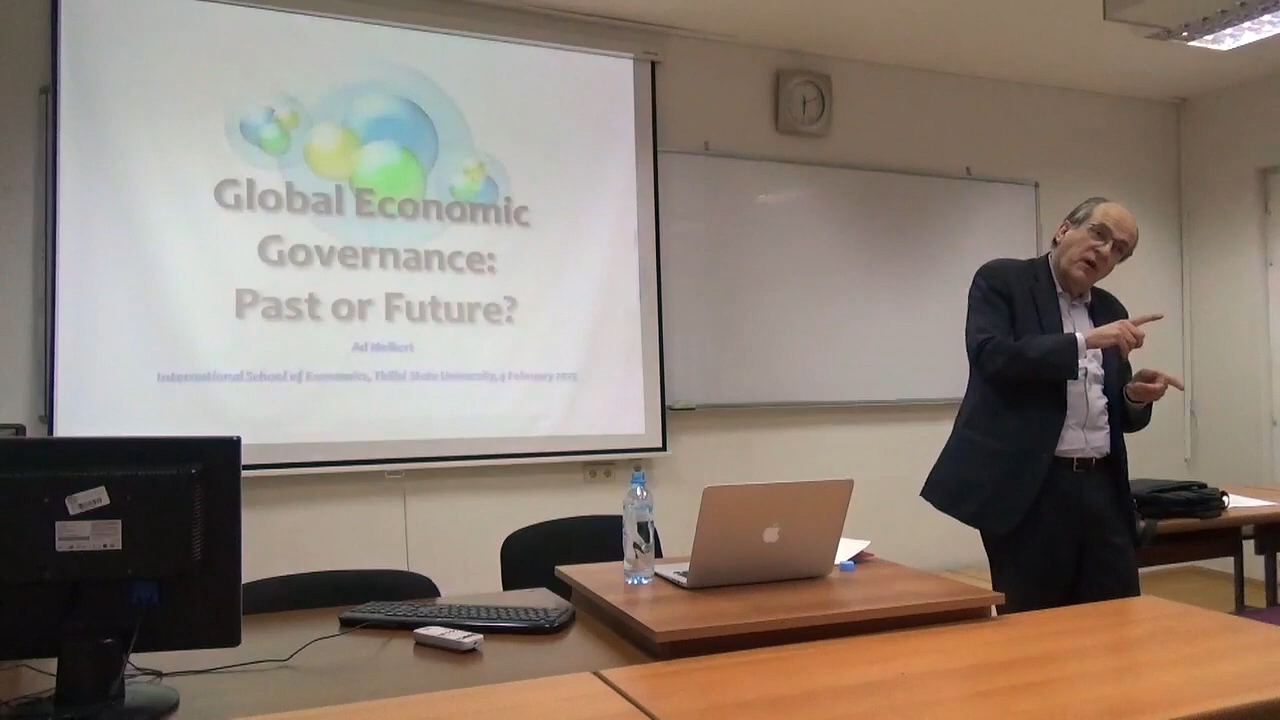 Global Economic
Governance:
Past or Future?
Ad Melkert
International School of Economics, Tbilisi State University, 4 February 2015